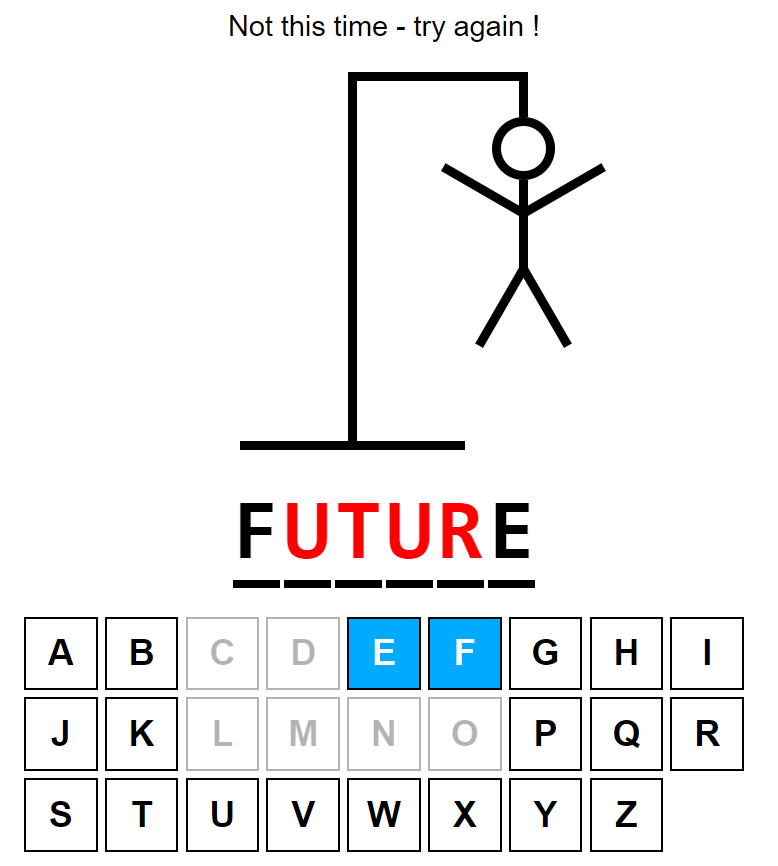 Not this time - try again !
FUTURE
A B C D E F G H I
J K L M N O P Q R
S T U V W X Y Z